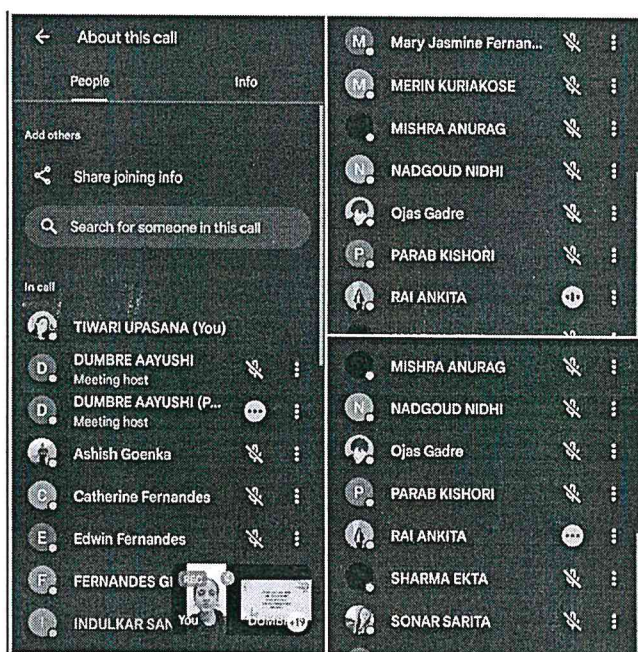 About this call
People
Info
Add others
Share joining info
Search for someone in this call
In call
TIWARI UPASANA (You)
D
DUMBRE AAYUSHI
Meeting host
D
DUMBRE AAYUSHI (P...
Meeting host
Ashish Goenka
C
Catherine Fernandes
E
Edwin Fernandes
F
FERNANDES GI
REC
I
INDULKAR SAN
You
DUMB
+19
M
Mary Jasmine Fernan...
M
MERIN KURIAKOSE
MISHRA ANURAG
N
NADGOUD NIDHI
Ojas Gadre
P
PARAB KISHORI
RAI ANKITA
MISHRA ANURAG
N
NADGOUD NIDHI
Ojas Gadre
P
PARAB KISHORI
RAI ANKITA
SHARMA EKTA
SONAR SARITA